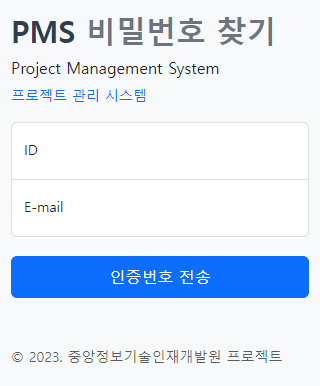 PMS 비밀번호 찾기
Project Management System
프로젝트 관리 시스템
ID
E-mail
인증번호 전송
© 2023. 중앙정보기술인재개발원 프로젝트